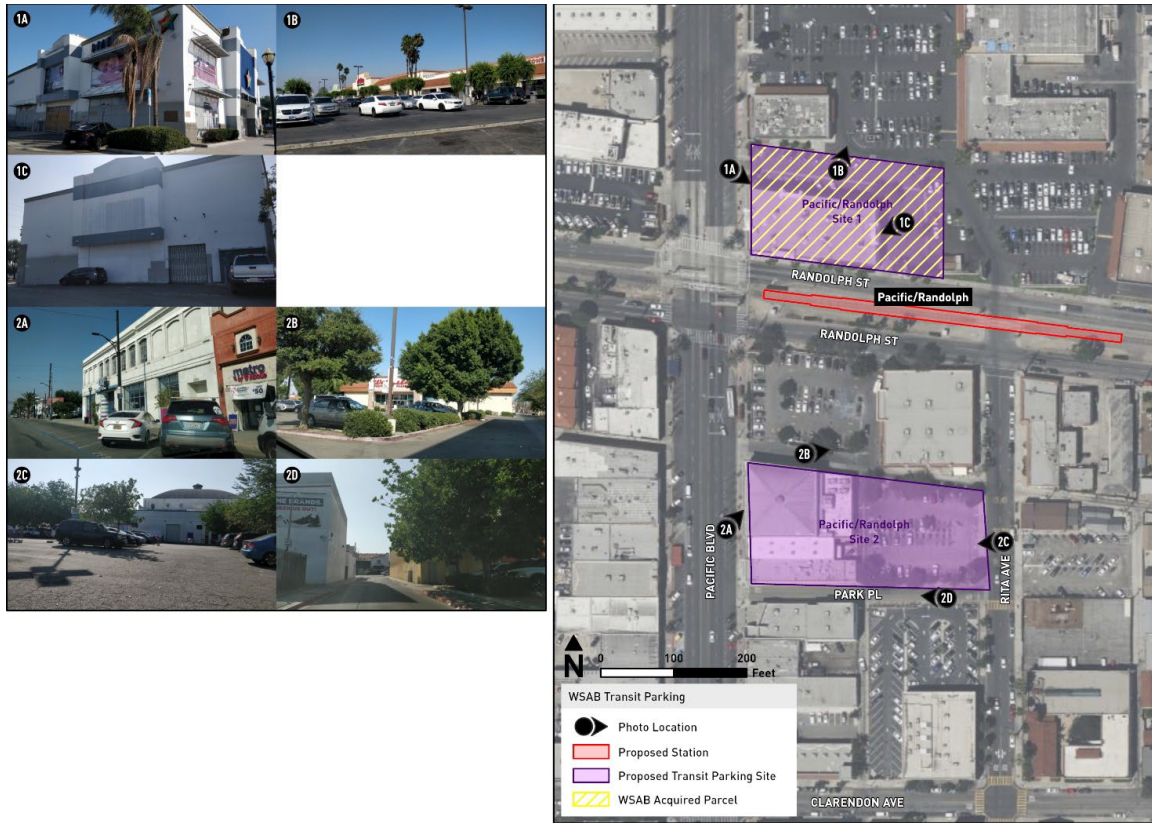 1A
1B
1C
2A
metro
$50
2B
2C
2D
1A
1B
Pacific/Randolph
Site 1
1C
RANDOLPH ST
Pacific/Randolph
RANDOLPH ST
2B
2A
Pacific/Randolph
Site 2
2C
PACIFIC BLVD
RITA AVE
PARK PL
2D
N
0 100 200
Feet
WSAB Transit Parking
Photo Location
Proposed Station
Proposed Transit Parking Site
WSAB Acquired Parcel
CLARENDON AVE